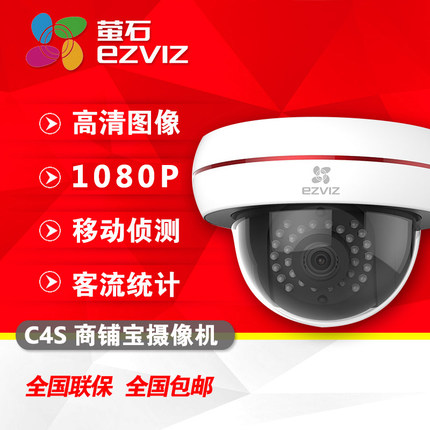 萤石
ezviz
高清图像
1080P
移动侦测
客流统计
ezviz
C4S 商铺宝摄像机
全国联保 全国包邮